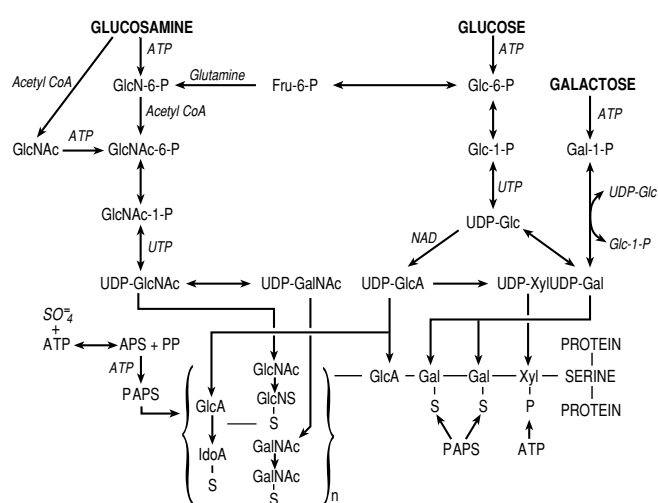 GLUCOSAMINE GLUCOSE
ATP ATP
Acetyl CoA Glutamine
GlcN-6-P Fru-6-P Glc-6-P GALACTOSE
Acetyl CoA ATP
ATP
GlcNAc GlcNAc-6-P Glc-1-P Gal-1-P
UTP UDP-Glc
GlcNAc-1-P UDP-Glc
UTP NAD Glc-1-P
UDP-GlcNAc UDP-GalNAc UDP-GlcA UDP-XylUDP-Gal
SO₄⁼
+
ATP APS + PP PROTEIN
ATP GlcNAc GlcA Gal Gal Xyl SERINE
PAPS GlcA GlcNS S S P PROTEIN
S
IdoA GalNAc PAPS ATP
S GalNAc
S n